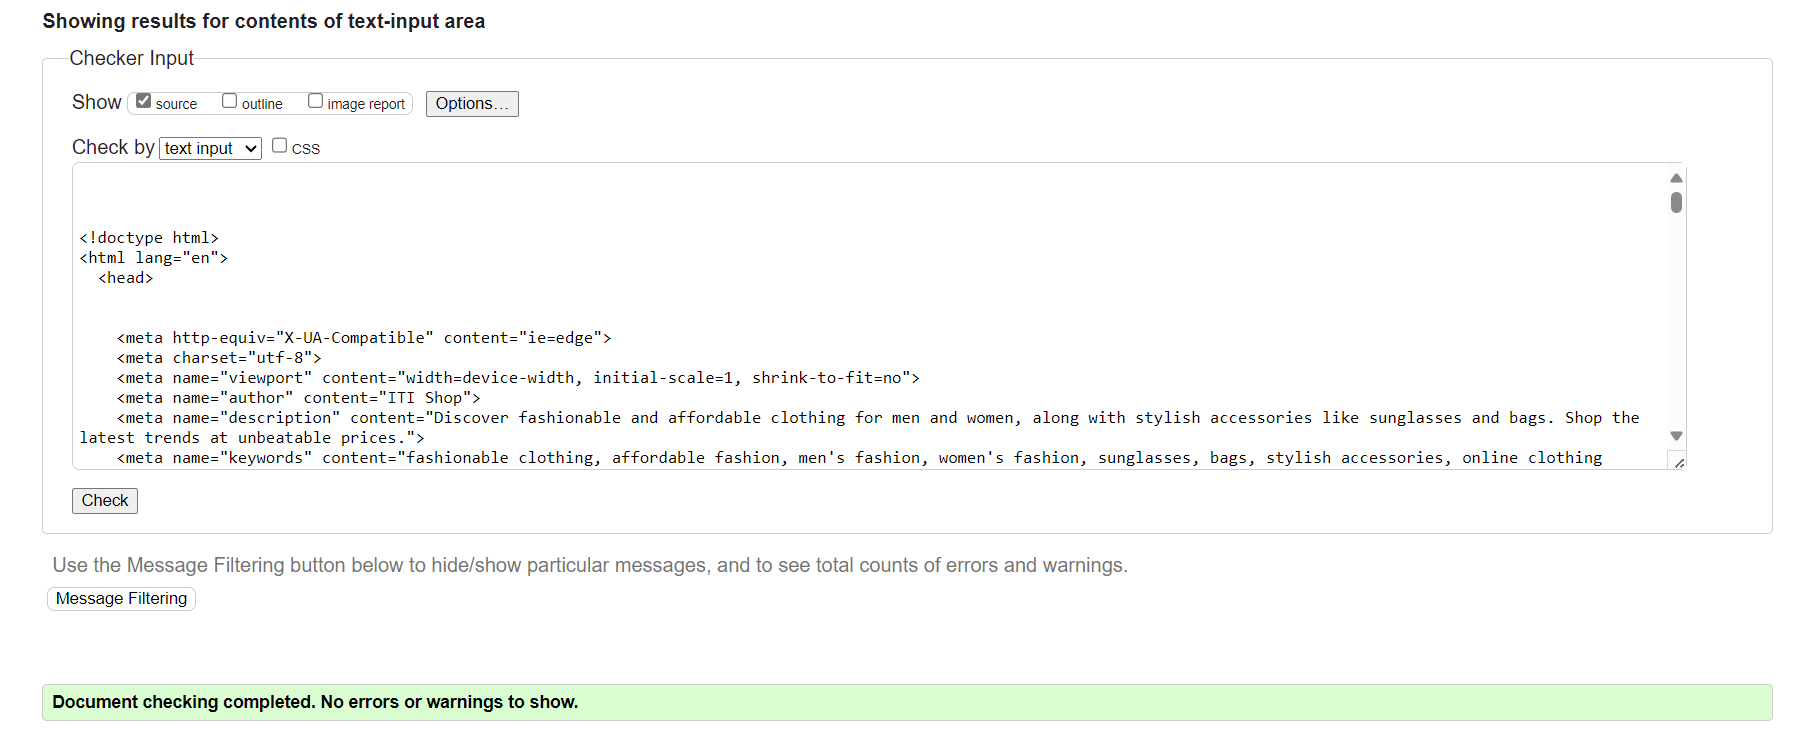 Showing results for contents of text-input area
Checker Input
Show source outline image report Options...
Check by text input CSS
<!doctype html>
<html lang="en">
<head>
<meta http-equiv="X-UA-Compatible" content="ie=edge">
<meta charset="utf-8">
<meta name="viewport" content="width=device-width, initial-scale=1, shrink-to-fit=no">
<meta name="author" content="ITI Shop">
<meta name="description" content="Discover fashionable and affordable clothing for men and women, along with stylish accessories like sunglasses and bags. Shop the
latest trends at unbeatable prices.">
<meta name="keywords" content="fashionable clothing, affordable fashion, men's fashion, women's fashion, sunglasses, bags, stylish accessories, online clothing
Check
Use the Message Filtering button below to hide/show particular messages, and to see total counts of errors and warnings.
Message Filtering
Document checking completed. No errors or warnings to show.